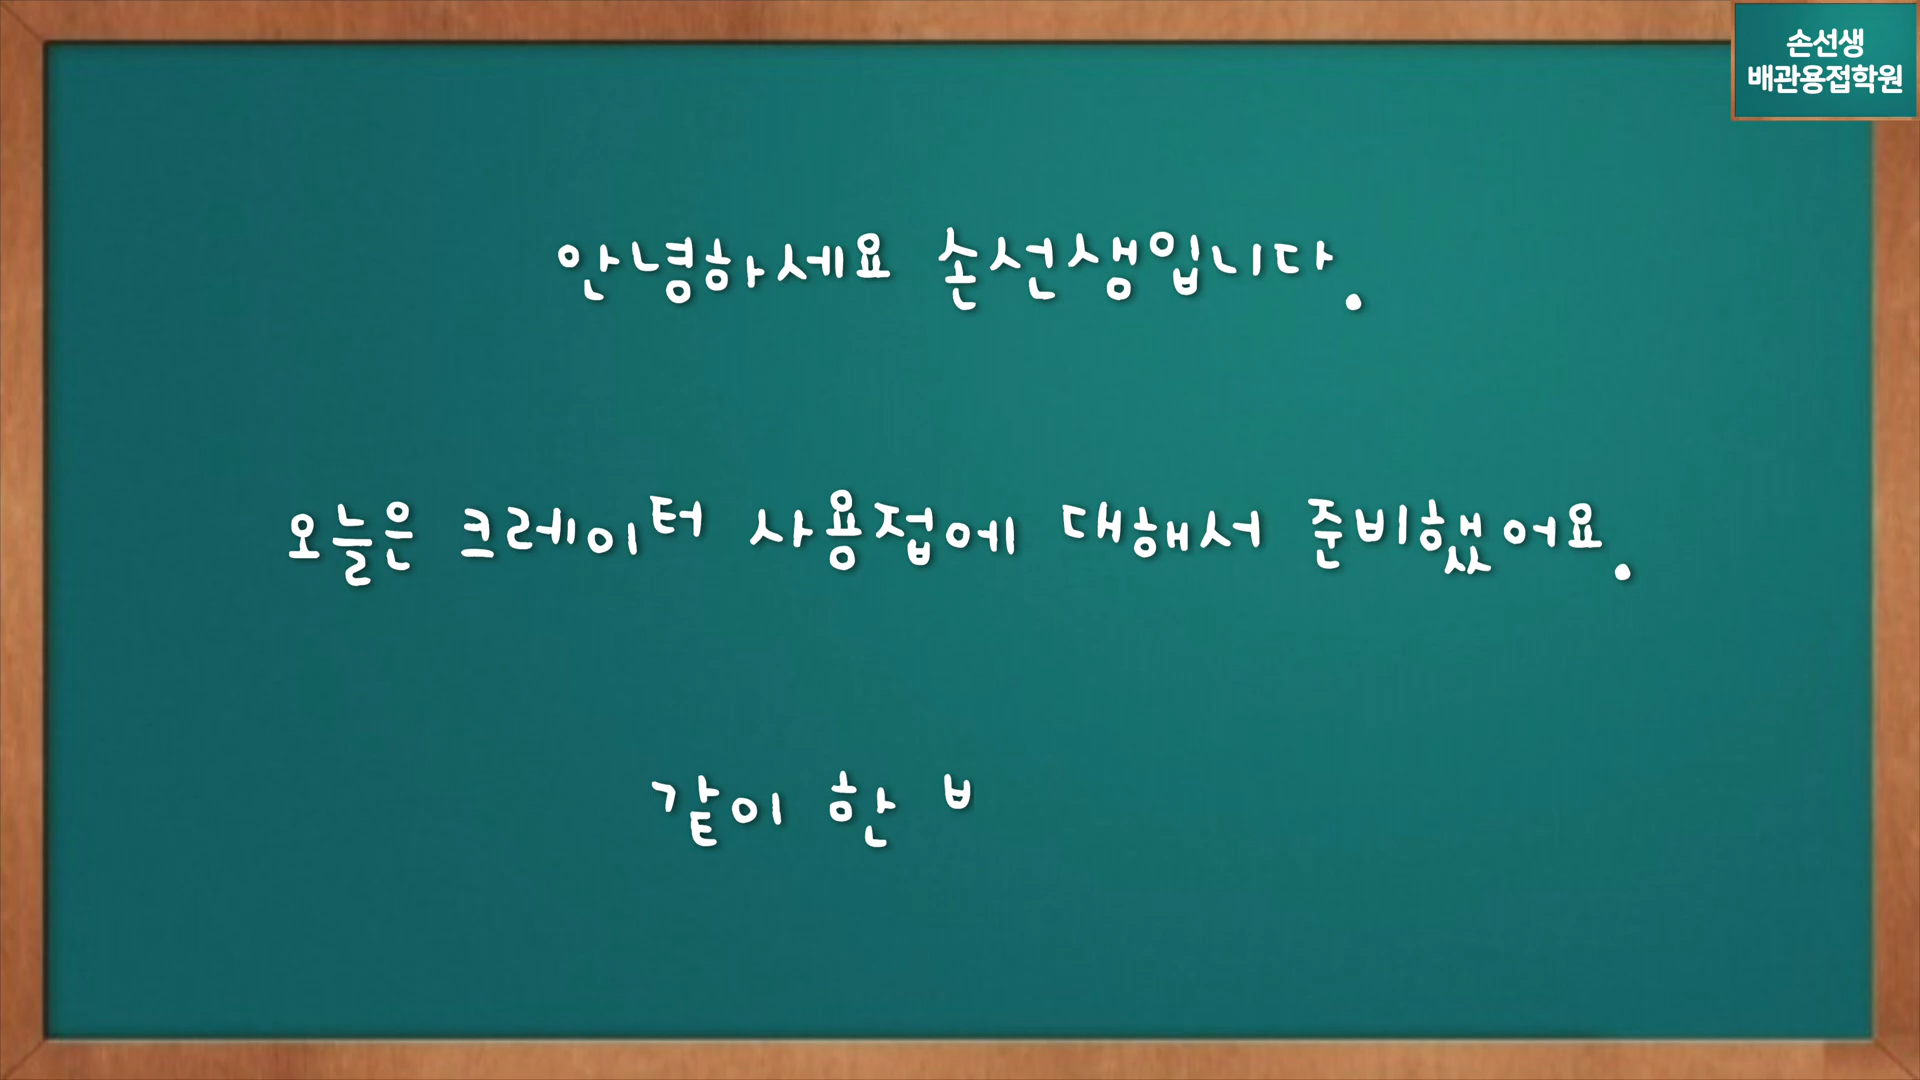 손선생
배관용접학원
안녕하세요 손선생입니다.
오늘은 크레이터 사용접에 대해서 준비했어요.
같이 한 ㅂ